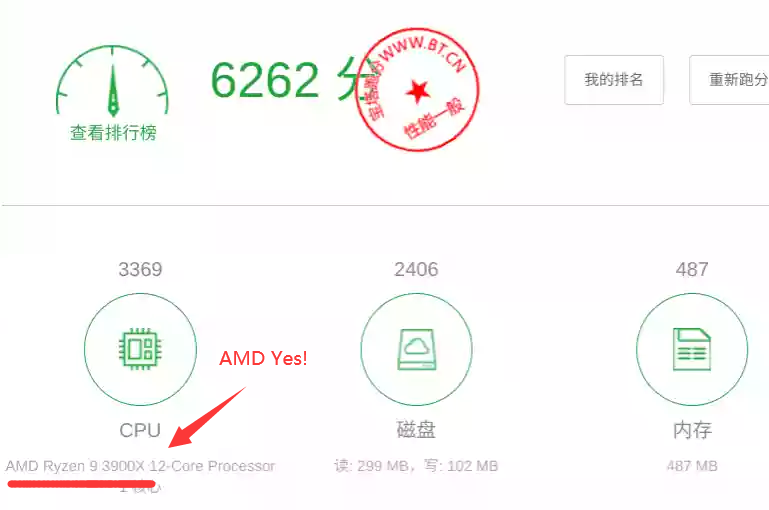 6262 分
宝塔跑分WWW.BT.CN
性能一般
我的排名
重新跑分
查看排行榜
3369
2406
487
AMD Yes!
CPU
磁盘
内存
AMD Ryzen 9 3900X 12-Core Processor
读: 299 MB，写: 102 MB
487 MB
1 核心